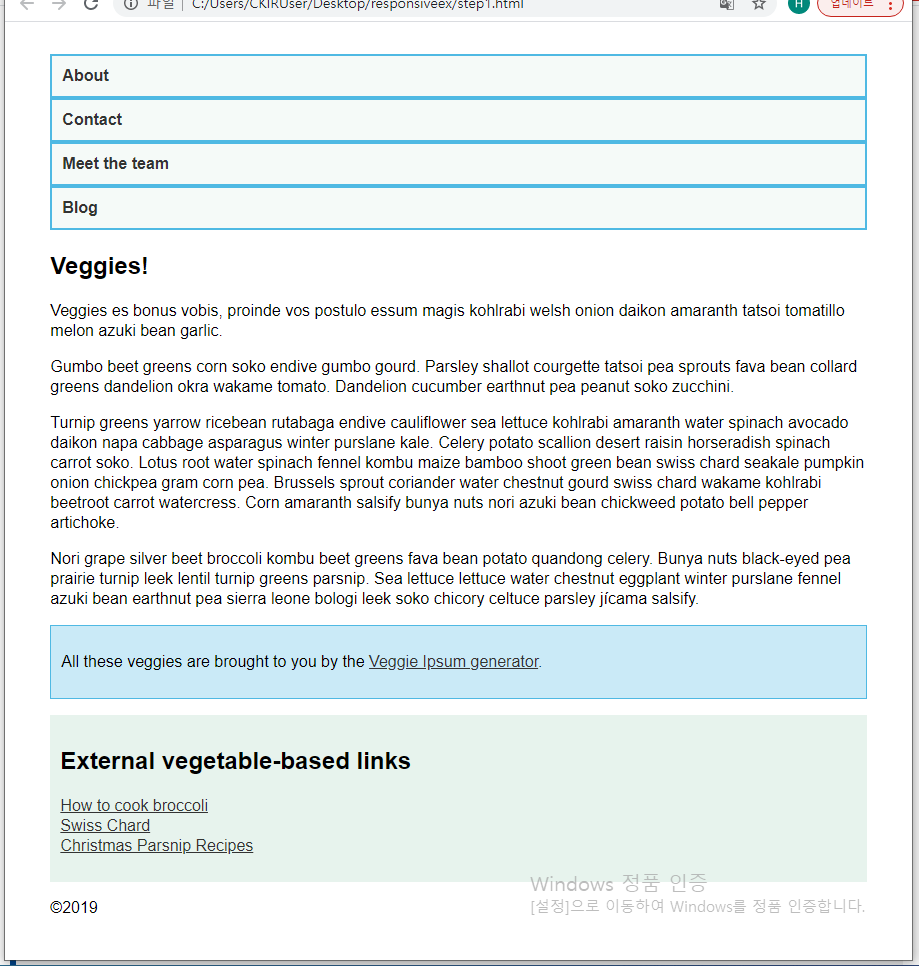 파일 C:/Users/CKIRUser/Desktop/responsiveex/step1.html H 업데이트
About
Contact
Meet the team
Blog
Veggies!
Veggies es bonus vobis, proinde vos postulo essum magis kohlrabi welsh onion daikon amaranth tatsoi tomatillo
melon azuki bean garlic.
Gumbo beet greens corn soko endive gumbo gourd. Parsley shallot courgette tatsoi pea sprouts fava bean collard
greens dandelion okra wakame tomato. Dandelion cucumber earthnut pea peanut soko zucchini.
Turnip greens yarrow ricebean rutabaga endive cauliflower sea lettuce kohlrabi amaranth water spinach avocado
daikon napa cabbage asparagus winter purslane kale. Celery potato scallion desert raisin horseradish spinach
carrot soko. Lotus root water spinach fennel kombu maize bamboo shoot green bean swiss chard seakale pumpkin
onion chickpea gram corn pea. Brussels sprout coriander water chestnut gourd swiss chard wakame kohlrabi
beetroot carrot watercress. Corn amaranth salsify bunya nuts nori azuki bean chickweed potato bell pepper
artichoke.
Nori grape silver beet broccoli kombu beet greens fava bean potato quandong celery. Bunya nuts black-eyed pea
prairie turnip leek lentil turnip greens parsnip. Sea lettuce lettuce water chestnut eggplant winter purslane fennel
azuki bean earthnut pea sierra leone bologi leek soko chicory celtuce parsley jícama salsify.
All these veggies are brought to you by the Veggie Ipsum generator.
External vegetable-based links
How to cook broccoli
Swiss Chard
Christmas Parsnip Recipes
Windows 정품 인증
[설정]으로 이동하여 Windows를 정품 인증합니다.
©2019